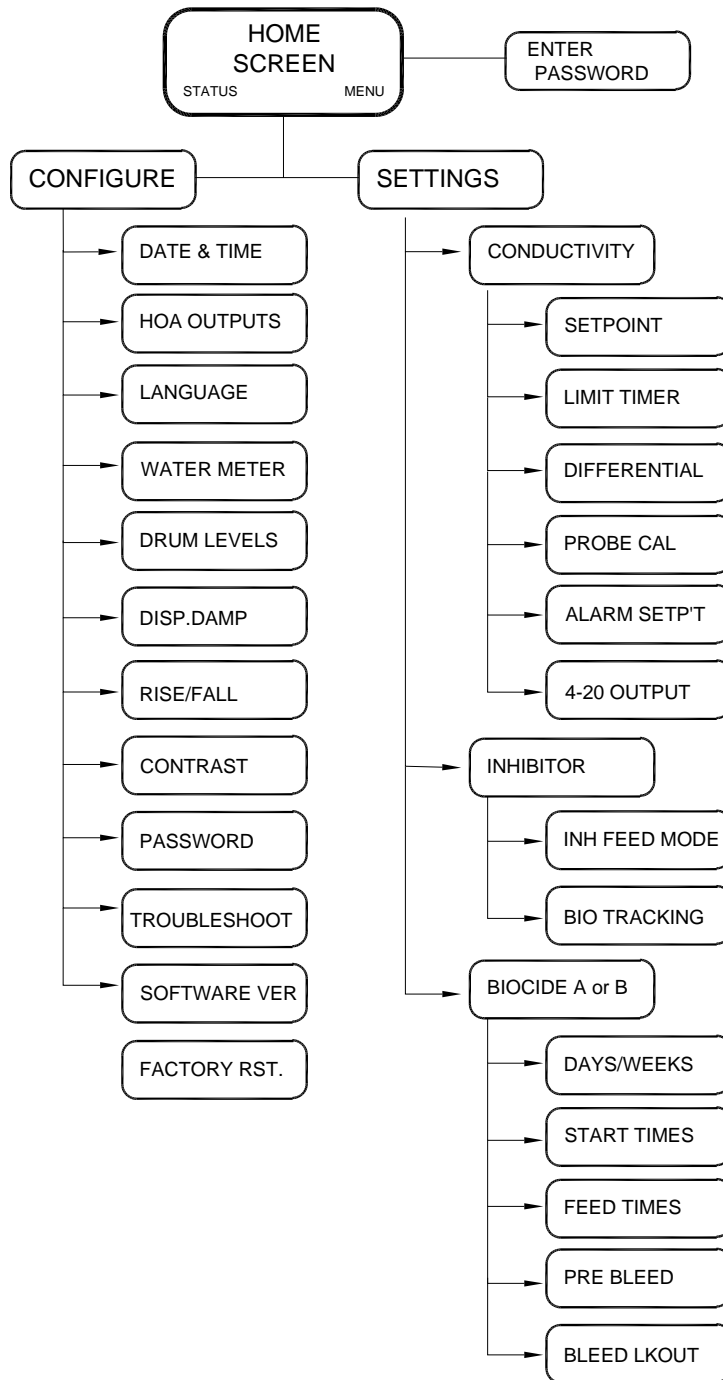 HOME
SCREEN
STATUS MENU
ENTER
PASSWORD
CONFIGURE
DATE & TIME
HOA OUTPUTS
LANGUAGE
WATER METER
DRUM LEVELS
DISP.DAMP
RISE/FALL
CONTRAST
PASSWORD
TROUBLESHOOT
SOFTWARE VER
FACTORY RST.
SETTINGS
CONDUCTIVITY
SETPOINT
LIMIT TIMER
DIFFERENTIAL
PROBE CAL
ALARM SETP'T
4-20 OUTPUT
INHIBITOR
INH FEED MODE
BIO TRACKING
BIOCIDE A or B
DAYS/WEEKS
START TIMES
FEED TIMES
PRE BLEED
BLEED LKOUT